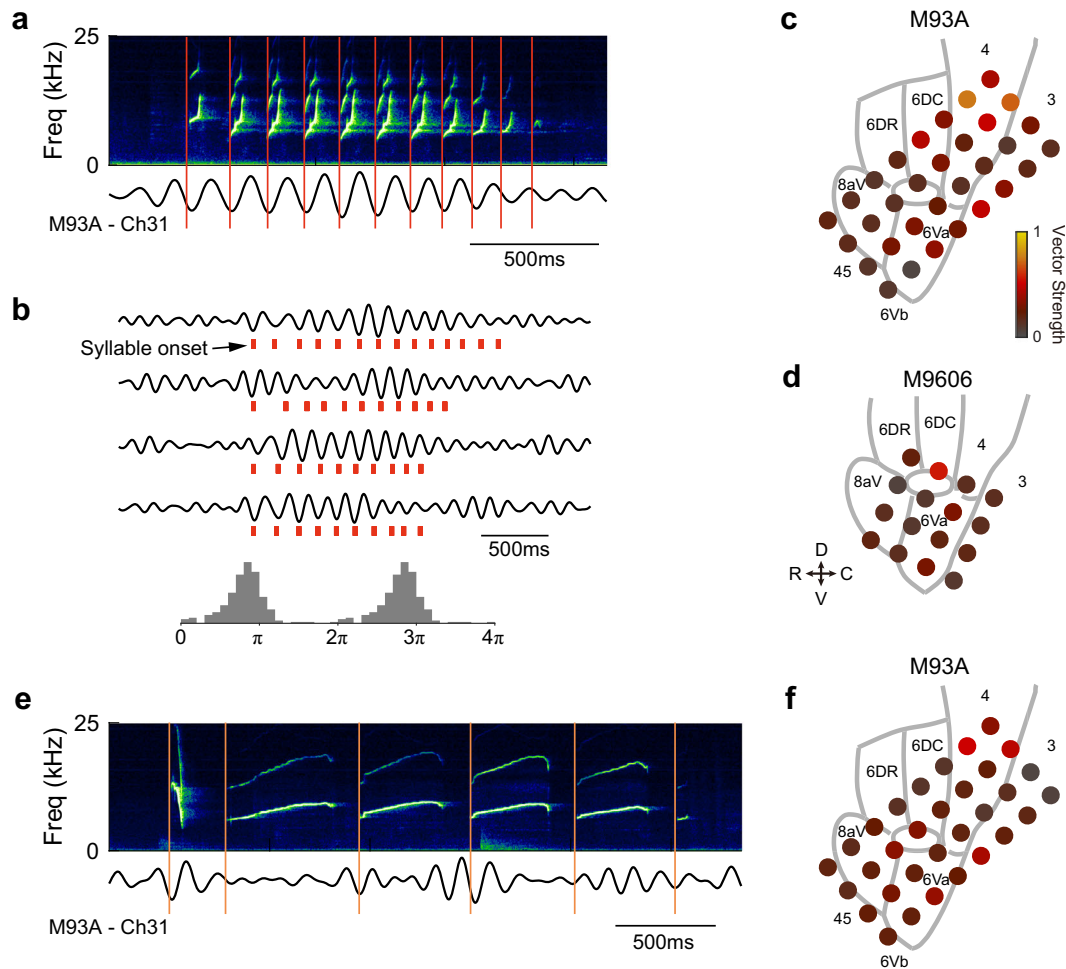 a
25
Freq (kHz)
0
M93A - Ch31
500ms
b
Syllable onset
500ms
0 π 2π 3π 4π
c
M93A
4
3
6DC
6DR
8aV
6Va
45
6Vb
1
0
Vector Strength
d
M9606
6DR
6DC
4
3
8aV
6Va
D
R C
V
e
25
Freq (kHz)
0
M93A - Ch31
500ms
f
M93A
4
3
6DC
6DR
8aV
6Va
45
6Vb